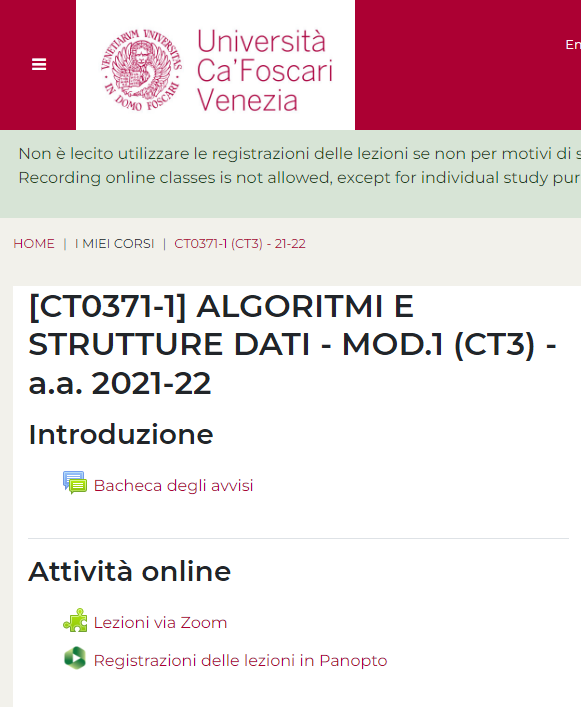 VENETIARVM VNIVERSITAS
IN DOMO FOSCARI
Università
Ca'Foscari
Venezia
En
Non è lecito utilizzare le registrazioni delle lezioni se non per motivi di s
Recording online classes is not allowed, except for individual study pur
HOME | I MIEI CORSI | CT0371-1 (CT3) - 21-22
[CT0371-1] ALGORITMI E
STRUTTURE DATI - MOD.1 (CT3) -
a.a. 2021-22
Introduzione
Bacheca degli avvisi
Attività online
Lezioni via Zoom
Registrazioni delle lezioni in Panopto